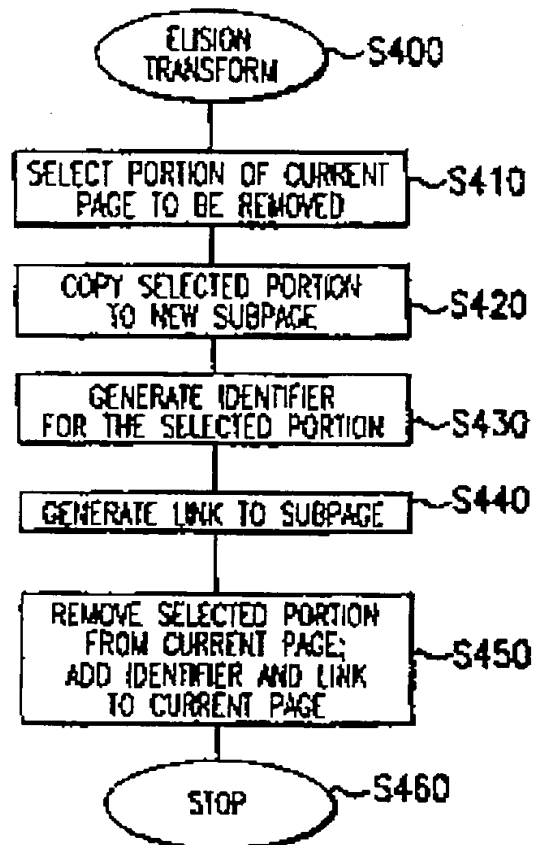 ELISION
TRANSFORM
S400
SELECT PORTION OF CURRENT
PAGE TO BE REMOVED
S410
COPY SELECTED PORTION
TO NEW SUBPAGE
S420
GENERATE IDENTIFIER
FOR THE SELECTED PORTION
S430
GENERATE LINK TO SUBPAGE
S440
REMOVE SELECTED PORTION
FROM CURRENT PAGE;
ADD IDENTIFIER AND LINK
TO CURRENT PAGE
S450
STOP
S460